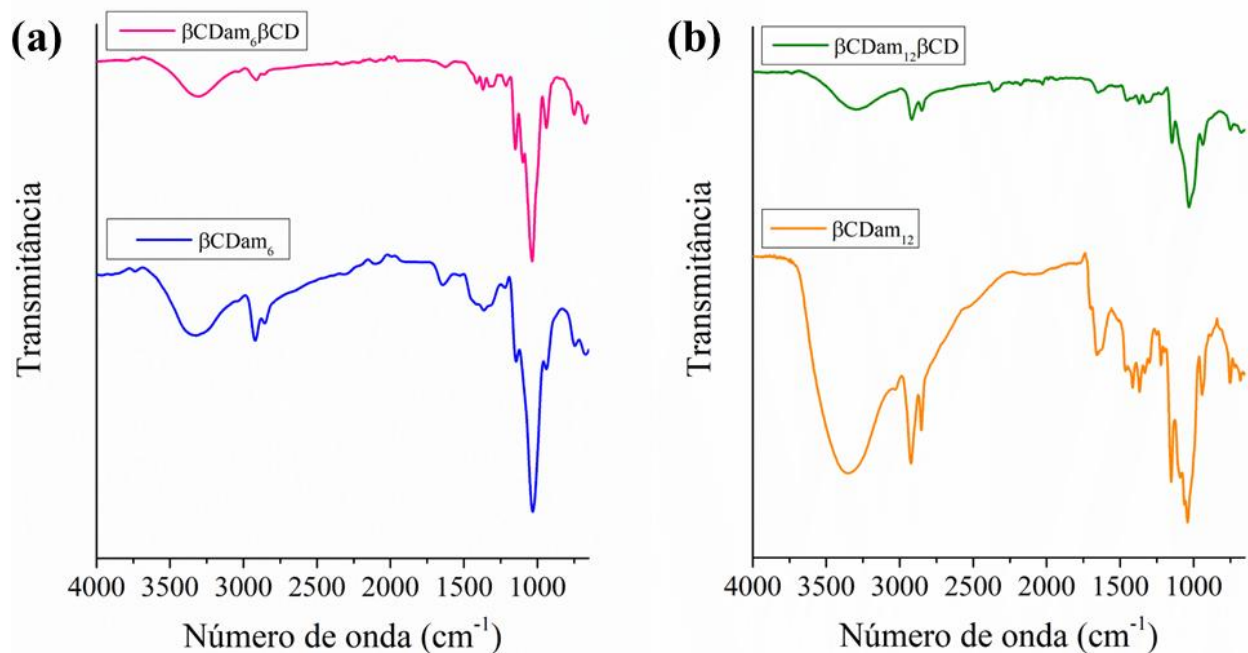 (a)
βCDam₆βCD
βCDam₆
Transmitância
4000 3500 3000 2500 2000 1500 1000
Número de onda (cm⁻¹)
(b)
βCDam₁₂βCD
βCDam₁₂
Transmitância
4000 3500 3000 2500 2000 1500 1000
Número de onda (cm⁻¹)